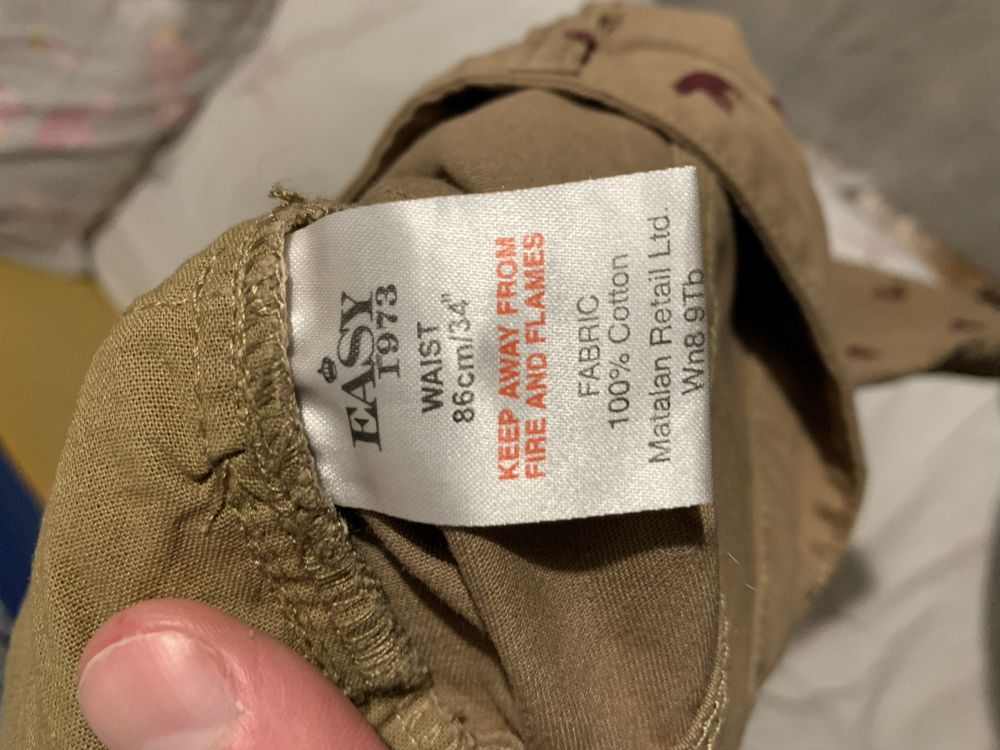 EASY
1973
WAIST
86cm/34"
KEEP AWAY FROM
FIRE AND FLAMES
FABRIC
100% Cotton
Matalan Retail Ltd.
Wn8 9Tb